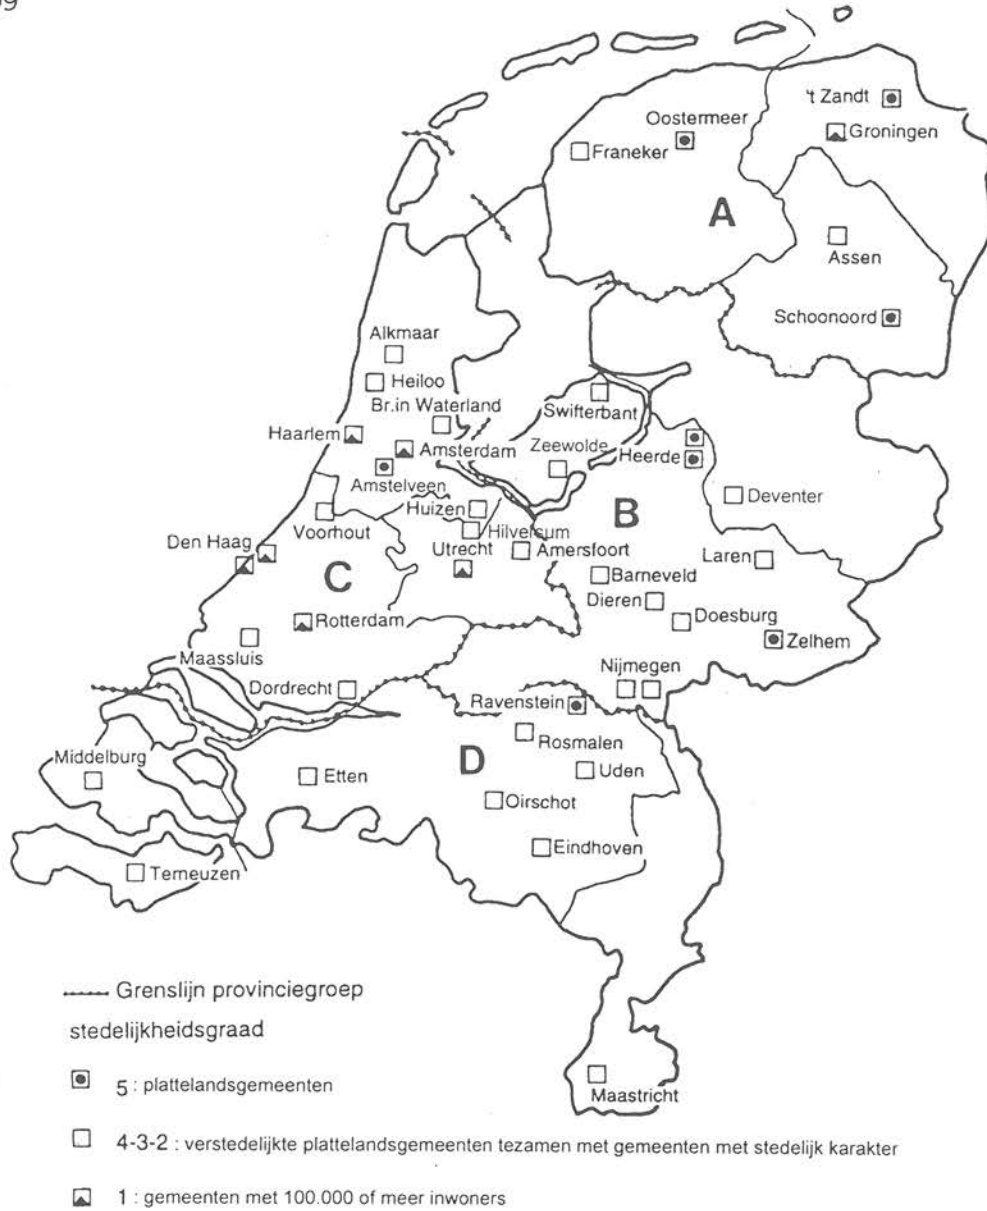 't Zandt
Oostermeer
Groningen
Franeker
A
Assen
Schoonoord
Alkmaar
Heiloo
Br.in Waterland
Swifterbant
Haarlem
Amsterdam
Zeewolde
Heerde
Amstelveen
Deventer
Huizen
B
Voorhout
Hilversum
Den Haag
Utrecht
Amersfoort
Laren
C
Barneveld
Dieren
Rotterdam
Doesburg
Zelhem
Maassluis
Nijmegen
Dordrecht
Ravenstein
Rosmalen
Middelburg
D
Etten
Uden
Oirschot
Eindhoven
Terneuzen
Grenslijn provinciegroep
stedelijkheidsgraad
5 : plattelandsgemeenten
Maastricht
4-3-2 : verstedelijkte plattelandsgemeenten tezamen met gemeenten met stedelijk karakter
1 : gemeenten met 100.000 of meer inwoners